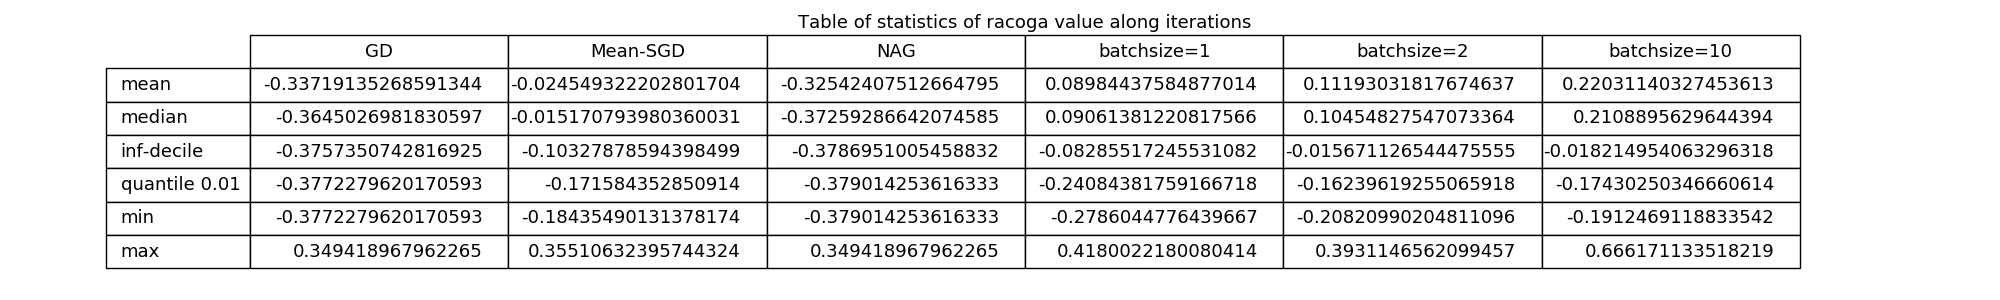 Table of statistics of racoga value along iterations
GD Mean-SGD NAG batchsize=1 batchsize=2 batchsize=10
mean -0.33719135268591344 -0.024549322202801704 -0.32542407512664795 0.08984437584877014 0.11193031817674637 0.22031140327453613
median -0.3645026981830597 -0.015170793980360031 -0.37259286642074585 0.09061381220817566 0.10454827547073364 0.2108895629644394
inf-decile -0.3757350742816925 -0.10327878594398499 -0.3786951005458832 -0.08285517245531082 -0.015671126544475555 -0.018214954063296318
quantile 0.01 -0.3772279620170593 -0.171584352850914 -0.379014253616333 -0.24084381759166718 -0.16239619255065918 -0.17430250346660614
min -0.3772279620170593 -0.18435490131378174 -0.379014253616333 -0.2786044776439667 -0.20820990204811096 -0.1912469118833542
max 0.349418967962265 0.35510632395744324 0.349418967962265 0.4180022180080414 0.3931146562099457 0.666171133518219